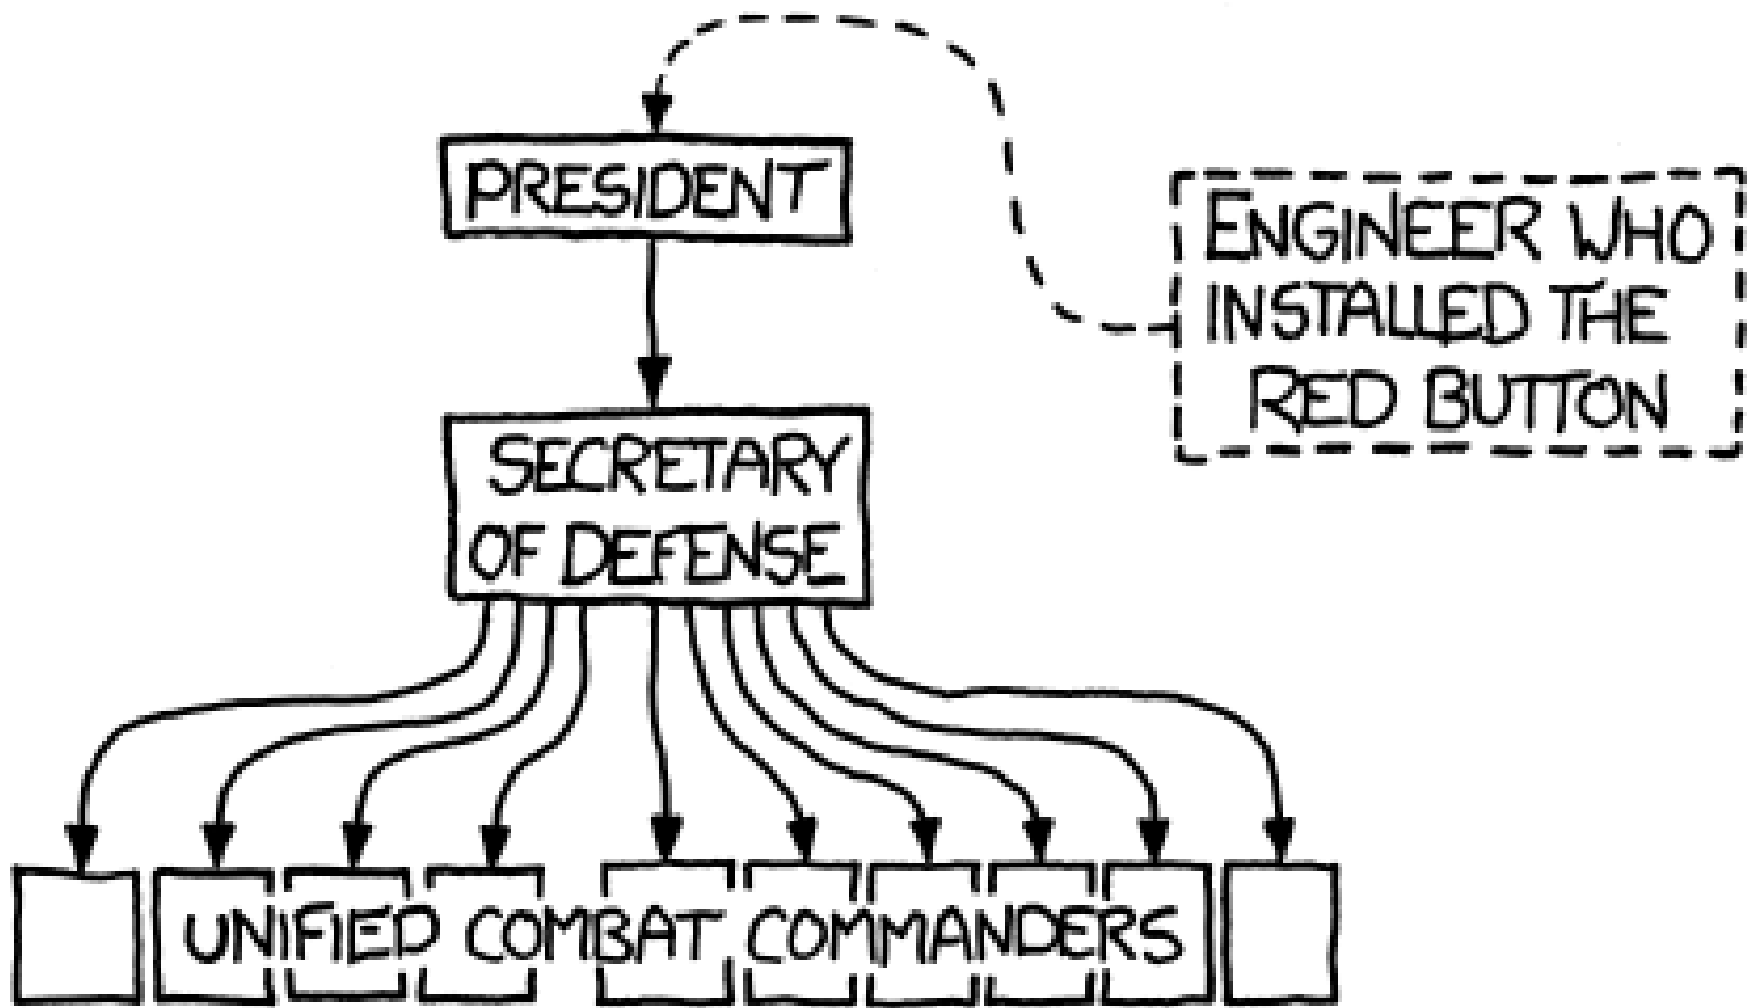 PRESIDENT
ENGINEER WHO
INSTALLED THE
RED BUTTON
SECRETARY
OF DEFENSE
UNIFIED COMBAT COMMANDERS